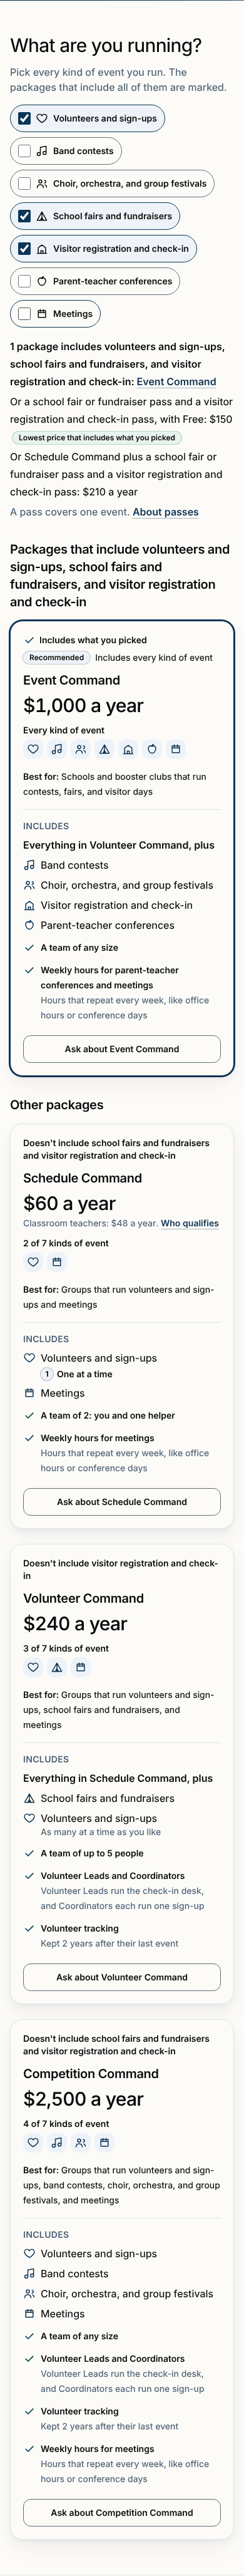 What are you running?
Pick every kind of event you run. The
packages that include all of them are marked.
Volunteers and sign-ups
Band contests
Choir, orchestra, and group festivals
School fairs and fundraisers
Visitor registration and check-in
Parent-teacher conferences
Meetings
1 package includes volunteers and sign-ups,
school fairs and fundraisers, and visitor
registration and check-in: Event Command
Or a school fair or fundraiser pass and a visitor
registration and check-in pass, with Free: $150
Lowest price that includes what you picked
Or Schedule Command plus a school fair or
fundraiser pass and a visitor registration and
check-in pass: $210 a year
A pass covers one event. About passes
Packages that include volunteers and
sign-ups, school fairs and
fundraisers, and visitor registration
and check-in
Includes what you picked
Recommended Includes every kind of event
Event Command
$1,000 a year
Every kind of event
Best for: Schools and booster clubs that run
contests, fairs, and visitor days
INCLUDES
Everything in Volunteer Command, plus
Band contests
Choir, orchestra, and group festivals
Visitor registration and check-in
Parent-teacher conferences
A team of any size
Weekly hours for parent-teacher
conferences and meetings
Hours that repeat every week, like office
hours or conference days
Ask about Event Command
Other packages
Doesn't include school fairs and fundraisers
and visitor registration and check-in
Schedule Command
$60 a year
Classroom teachers: $48 a year. Who qualifies
2 of 7 kinds of event
Best for: Groups that run volunteers and sign-
ups and meetings
INCLUDES
Volunteers and sign-ups
1 One at a time
Meetings
A team of 2: you and one helper
Weekly hours for meetings
Hours that repeat every week, like office
hours or conference days
Ask about Schedule Command
Doesn't include visitor registration and check-
in
Volunteer Command
$240 a year
3 of 7 kinds of event
Best for: Groups that run volunteers and sign-
ups, school fairs and fundraisers, and
meetings
INCLUDES
Everything in Schedule Command, plus
School fairs and fundraisers
Volunteers and sign-ups
As many at a time as you like
A team of up to 5 people
Volunteer Leads and Coordinators
Volunteer Leads run the check-in desk,
and Coordinators each run one sign-up
Volunteer tracking
Kept 2 years after their last event
Ask about Volunteer Command
Doesn't include school fairs and fundraisers
and visitor registration and check-in
Competition Command
$2,500 a year
4 of 7 kinds of event
Best for: Groups that run volunteers and sign-
ups, band contests, choir, orchestra, and group
festivals, and meetings
INCLUDES
Volunteers and sign-ups
Band contests
Choir, orchestra, and group festivals
Meetings
A team of any size
Volunteer Leads and Coordinators
Volunteer Leads run the check-in desk,
and Coordinators each run one sign-up
Volunteer tracking
Kept 2 years after their last event
Weekly hours for meetings
Hours that repeat every week, like office
hours or conference days
Ask about Competition Command